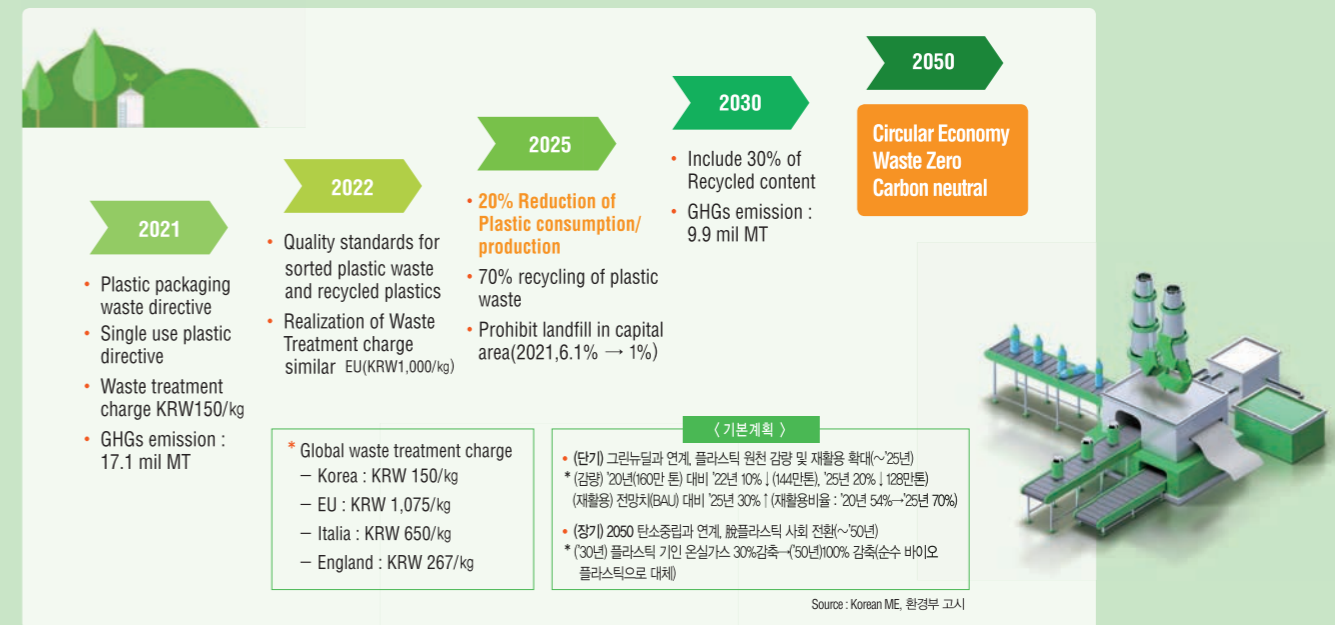 2021
• Plastic packaging
waste directive
• Single use plastic
directive
• Waste treatment
charge KRW150/kg
• GHGs emission :
17.1 mil MT
2022
• Quality standards for
sorted plastic waste
and recycled plastics
• Realization of Waste
Treatment charge
similar EU(KRW1,000/kg)
2025
• 20% Reduction of
Plastic consumption/
production
• 70% recycling of plastic
waste
• Prohibit landfill in capital
area(2021,6.1% → 1%)
2030
• Include 30% of
Recycled content
• GHGs emission :
9.9 mil MT
2050
Circular Economy
Waste Zero
Carbon neutral
* Global waste treatment charge
– Korea : KRW 150/kg
– EU : KRW 1,075/kg
– Italia : KRW 650/kg
– England : KRW 267/kg
〈 기본계획 〉
• (단기) 그린뉴딜과 연계, 플라스틱 원천 감량 및 재활용 확대(~'25년)
* (감량) '20년(160만 톤) 대비 '22년 10%↓(144만톤), '25년 20%↓128만톤)
(재활용) 전망치(BAU) 대비 '25년 30%↑(재활용비율 : '20년 54%→'25년 70%)
• (장기) 2050 탄소중립과 연계, 脫플라스틱 사회 전환(~'50년)
* ('30년) 플라스틱 기인 온실가스 30%감축→('50년)100% 감축(순수 바이오
플라스틱으로 대체)
Source : Korean ME, 환경부 고시